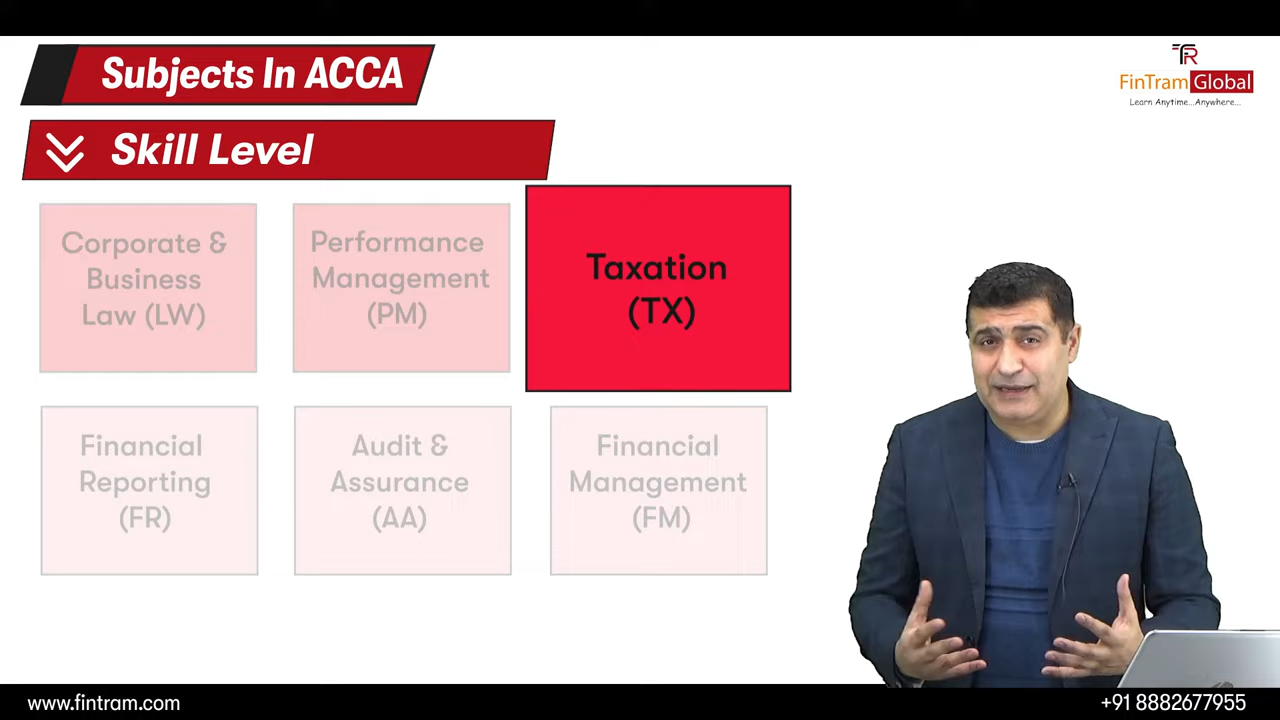 Subjects In ACCA
FinTram Global
Learn Anytime...Anywhere...
Skill Level
Corporate &
Business
Law (LW)
Performance
Management
(PM)
Taxation
(TX)
Financial
Reporting
(FR)
Audit &
Assurance
(AA)
Financial
Management
(FM)
www.fintram.com
+91 8882677955